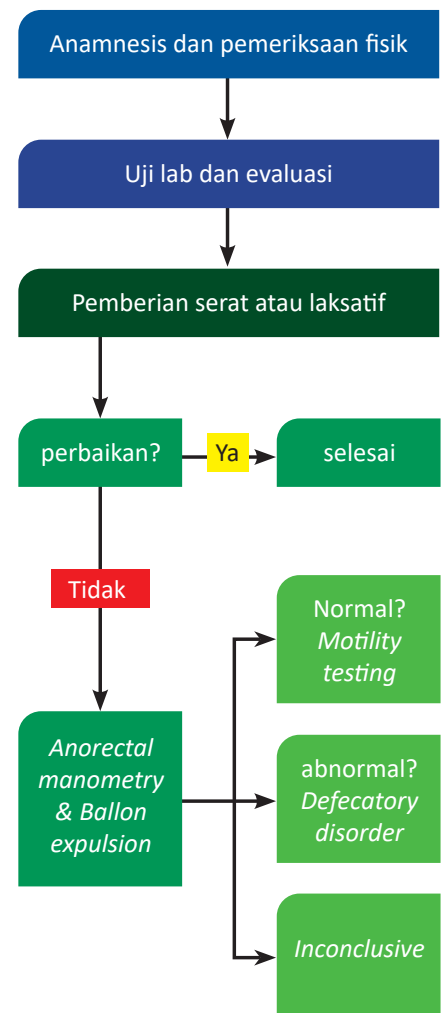 Anamnesis dan pemeriksaan fisik
Uji lab dan evaluasi
Pemberian serat atau laksatif
perbaikan?
Ya
selesai
Tidak
Anorectal
manometry
& Ballon
expulsion
Normal?
Motility
testing
abnormal?
Defecatory
disorder
Inconclusive